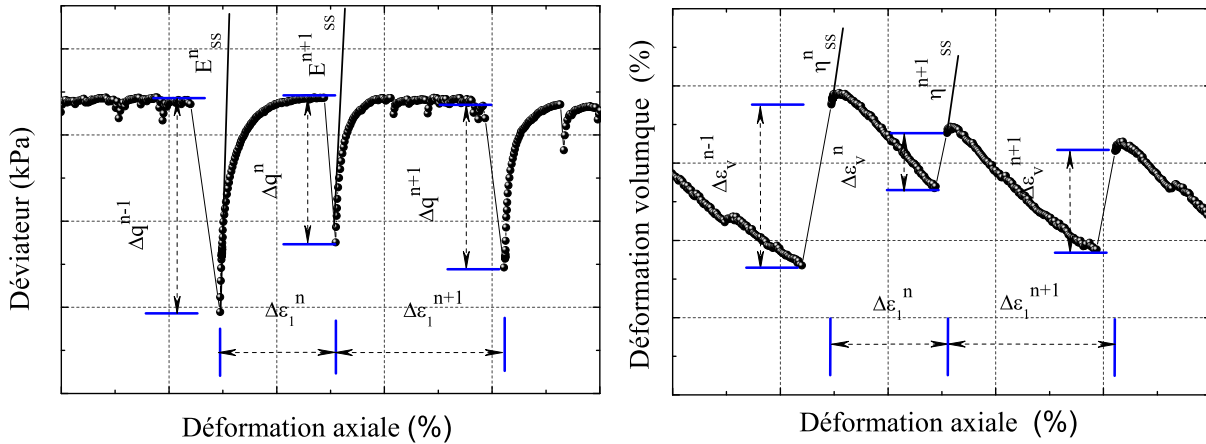 E^n_ss
E^n+1_ss
Δq^n-1
Δq^n
Δq^n+1
Δε_1^n
Δε_1^n+1
Déviateur (kPa)
Déformation axiale (%)
η^n_ss
η^n+1_ss
Δε_v^n-1
Δε_v^n
Δε_v^n+1
Δε_1^n
Δε_1^n+1
Déformation volumque (%)
Déformation axiale (%)